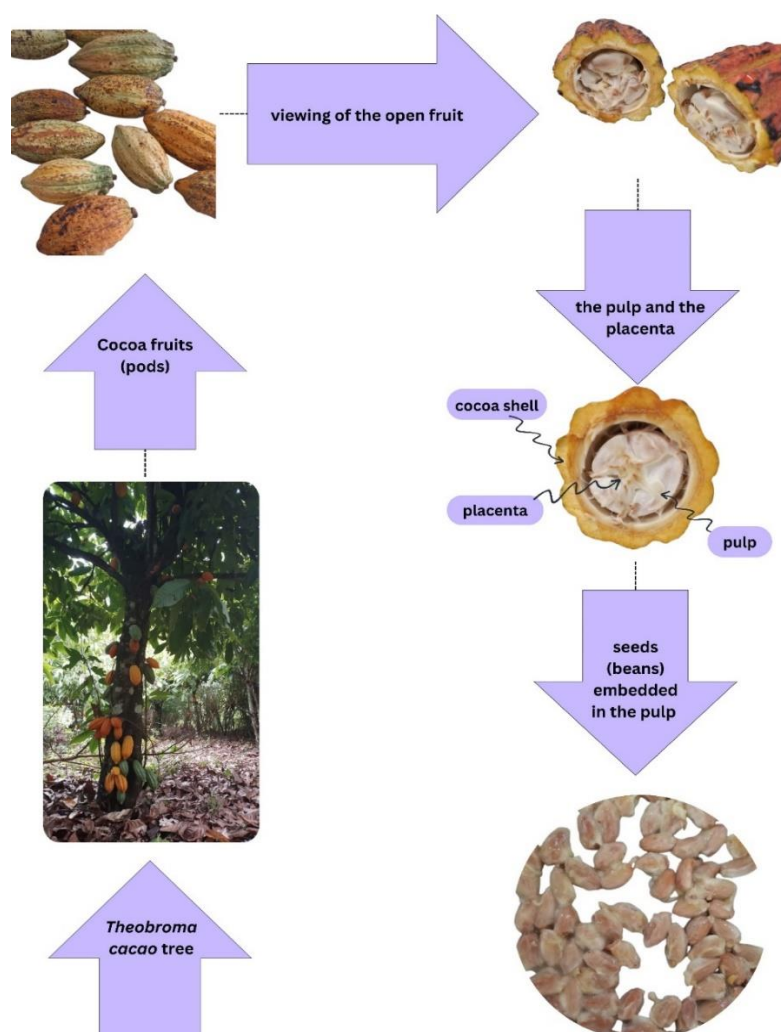 viewing of the open fruit
the pulp and the
placenta
Cocoa fruits
(pods)
cocoa shell
placenta
pulp
seeds
(beans)
embedded
in the pulp
Theobroma
cacao tree